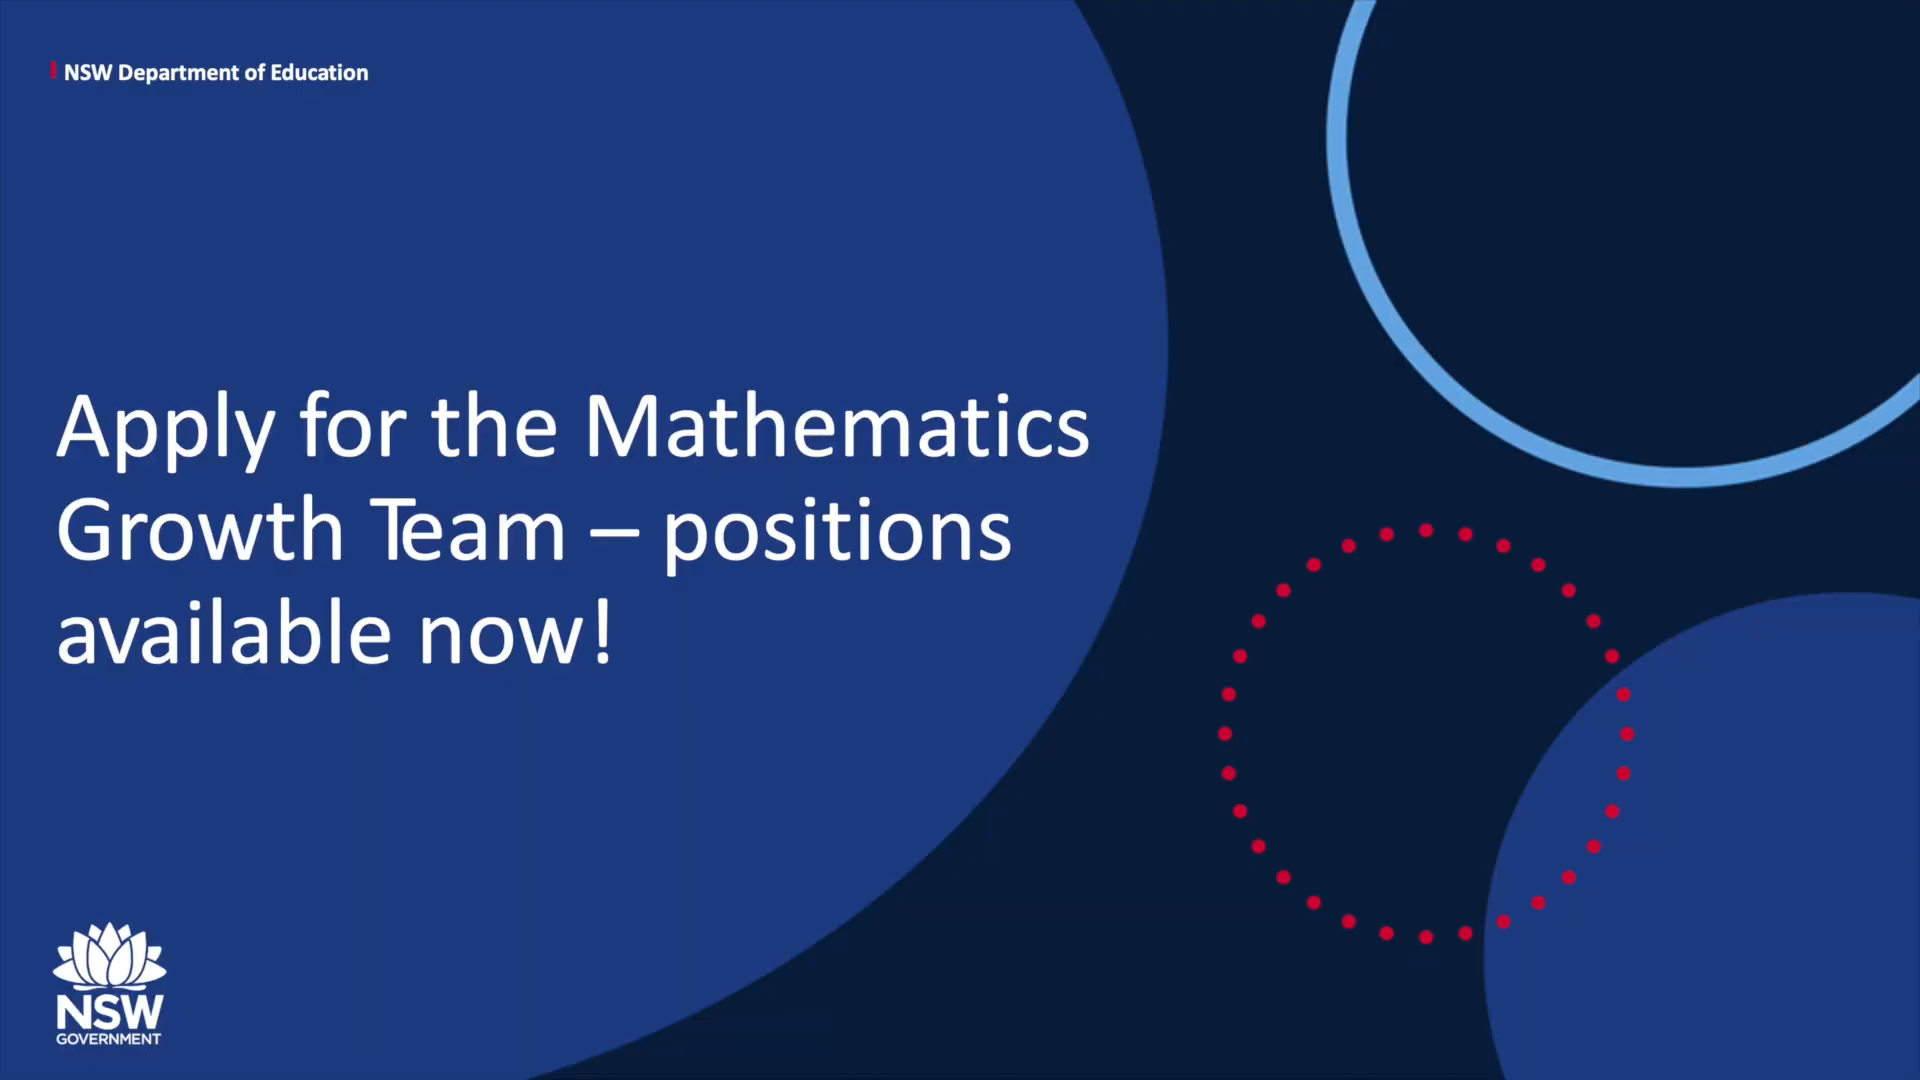 NSW Department of Education
Apply for the Mathematics
Growth Team – positions
available now!
NSW
GOVERNMENT